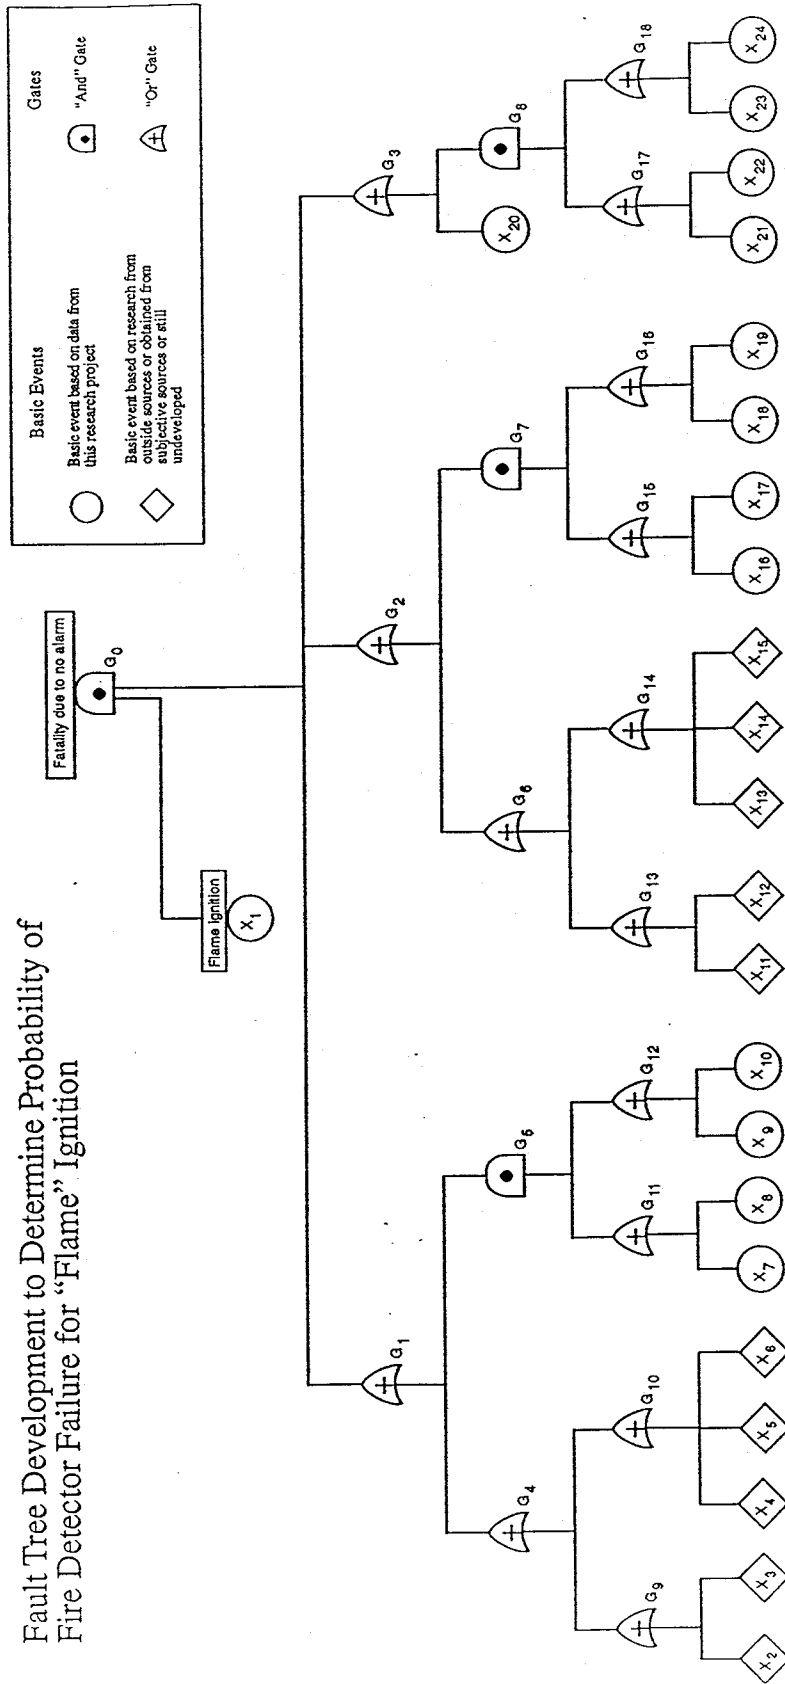 Fault Tree Development to Determine Probability of
Fire Detector Failure for "Flame" Ignition
Basic Events
Gates
Basic event based on data from
this research project
"And" Gate
Basic event based on research from
outside sources or obtained from
subjective sources or still
undeveloped
"Or" Gate
Fatality due to no alarm
G0
Flame Ignition
X1
G1
G2
G3
G4
G5
G6
G7
X20
G8
G9
G10
G11
G12
G13
G14
G15
G16
G17
G18
X2
X3
X4
X5
X6
X7
X8
X9
X10
X11
X12
X13
X14
X15
X16
X17
X18
X19
X21
X22
X23
X24